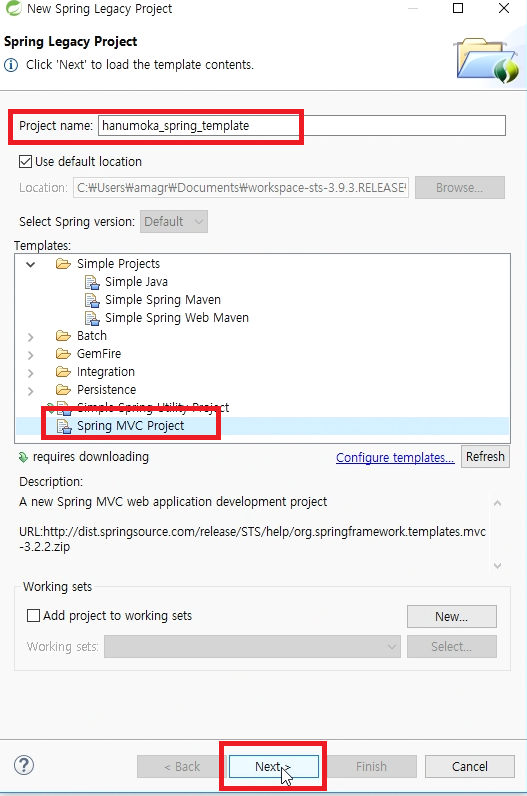 New Spring Legacy Project
Spring Legacy Project
Click 'Next' to load the template contents.
Project name: hanumoka_spring_template
Use default location
Location: C:₩Users₩amagr₩Documents₩workspace-sts-3.9.3.RELEASE₩ Browse...
Select Spring version: Default
Templates:
Simple Projects
Simple Java
Simple Spring Maven
Simple Spring Web Maven
Batch
GemFire
Integration
Persistence
Simple Spring Utility Project
Spring MVC Project
requires downloading Configure templates... Refresh
Description:
A new Spring MVC web application development project
URL:http://dist.springsource.com/release/STS/help/org.springframework.templates.mvc
-3.2.2.zip
Working sets
Add project to working sets New...
Working sets: Select...
? < Back Next > Finish Cancel